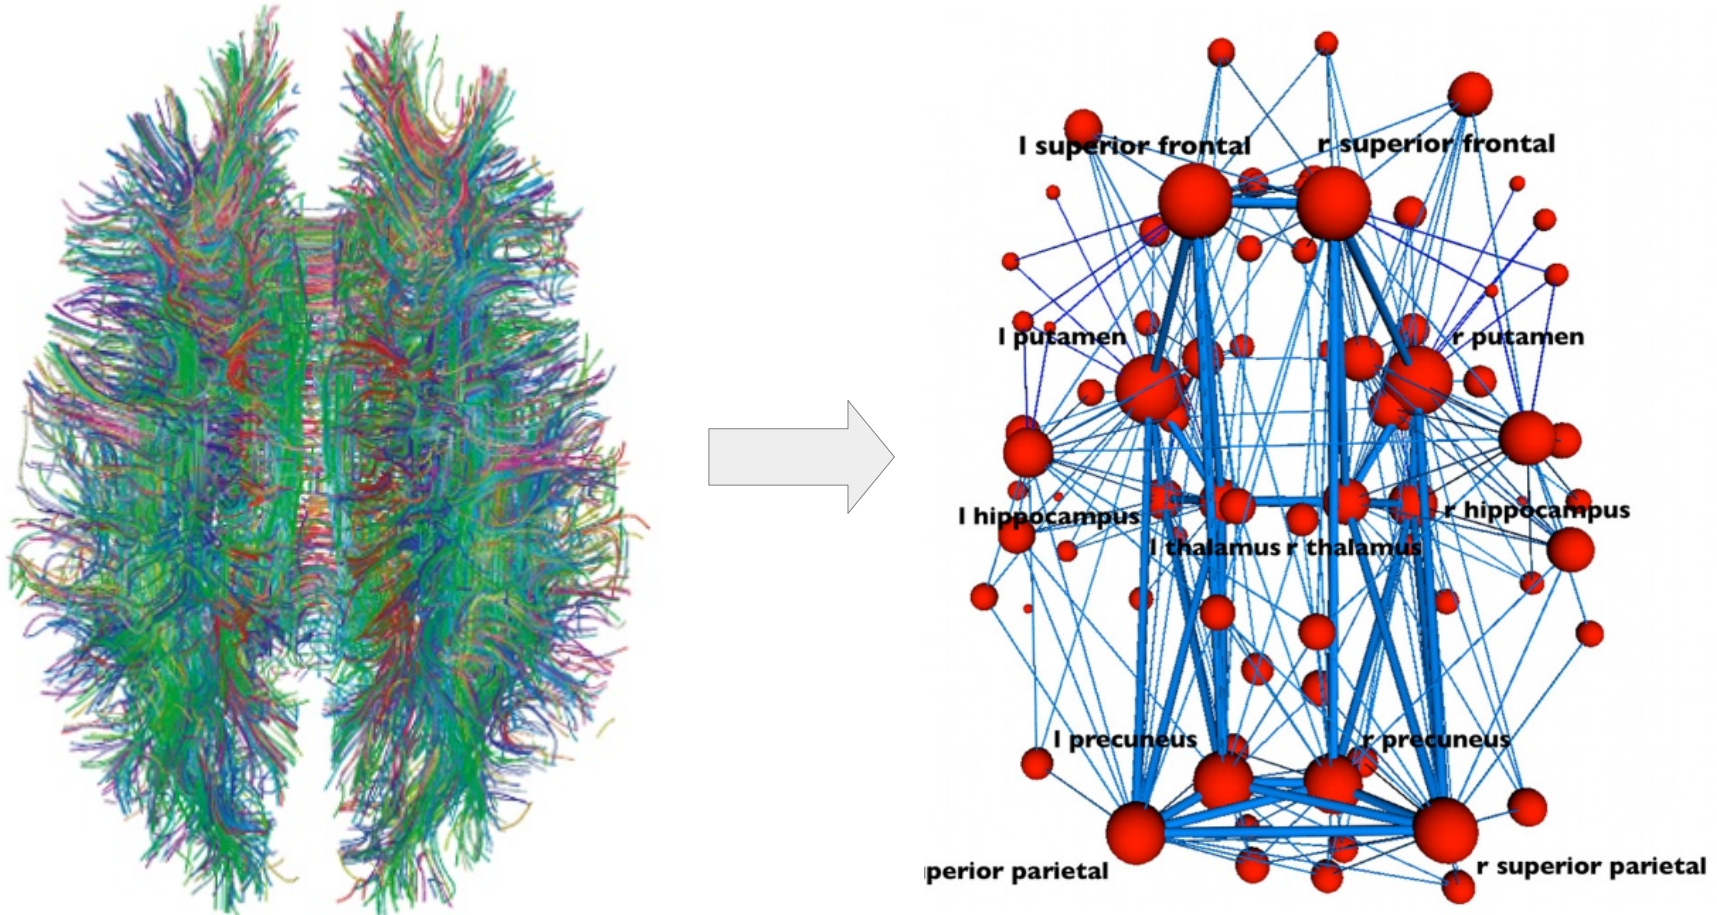 l superior frontal
r superior frontal
l putamen
r putamen
l hippocampus
r hippocampus
l thalamus
r thalamus
l precuneus
r precuneus
perior parietal
r superior parietal